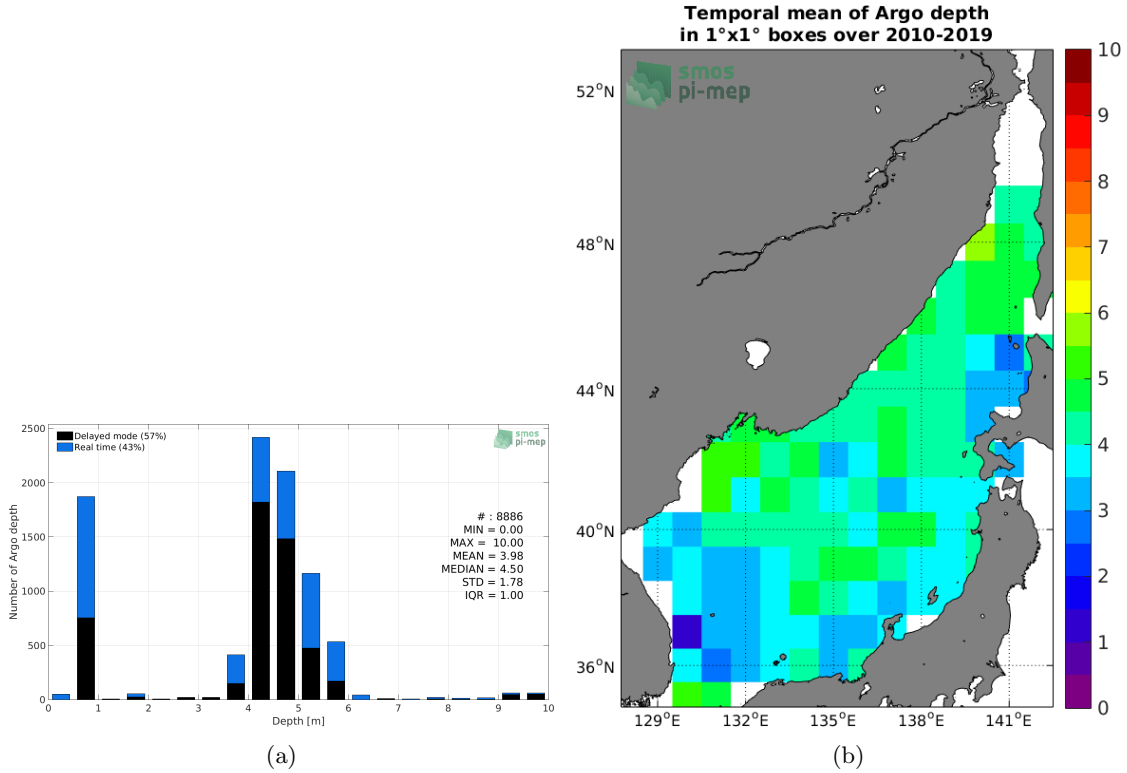 Temporal mean of Argo depth
in 1°x1° boxes over 2010-2019
smos
pi-mep
52°N
48°N
44°N
40°N
36°N
129°E
132°E
135°E
138°E
141°E
10
9
8
7
6
5
4
3
2
1
0
(b)
Delayed mode (57%)
Real time (43%)
smos
pi-mep
# : 8886
MIN = 0.00
MAX = 10.00
MEAN = 3.98
MEDIAN = 4.50
STD = 1.78
IQR = 1.00
Number of Argo depth
2500
2000
1500
1000
500
0
0
1
2
3
4
5
6
7
8
9
10
Depth [m]
(a)